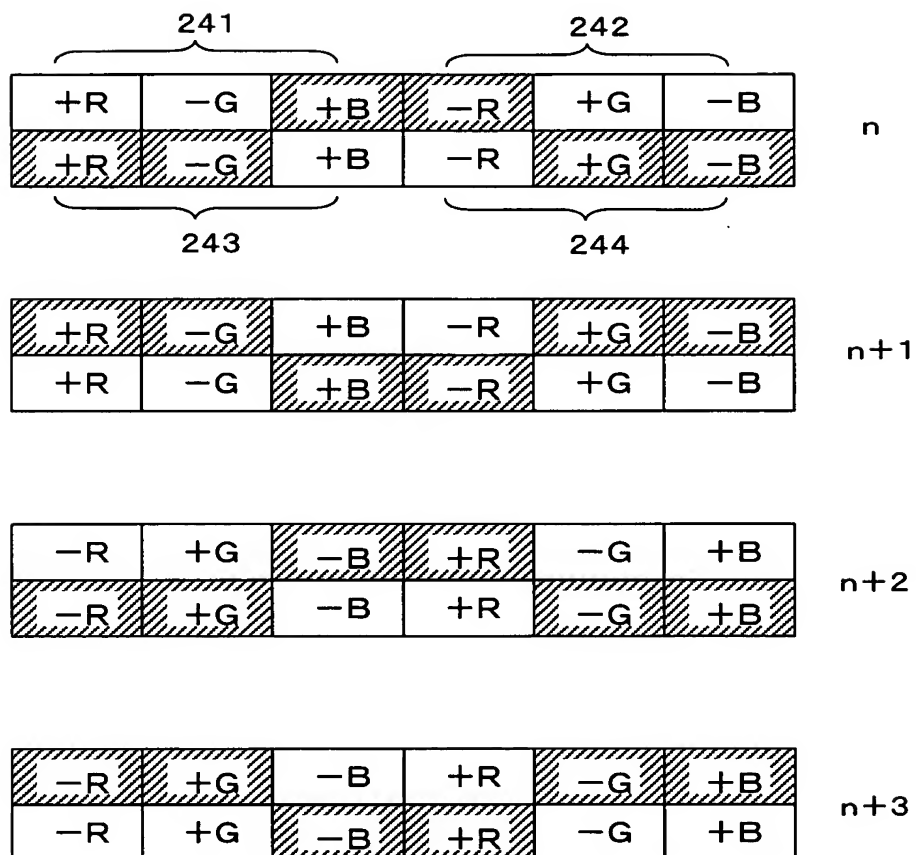 241 242
+R −G +B −R +G −B
n
+R −G +B −R +G −B
243 244
+R −G +B −R +G −B
n+1
+R −G +B −R +G −B
−R +G −B +R −G +B
n+2
−R +G −B +R −G +B
−R +G −B +R −G +B
n+3
−R +G −B +R −G +B